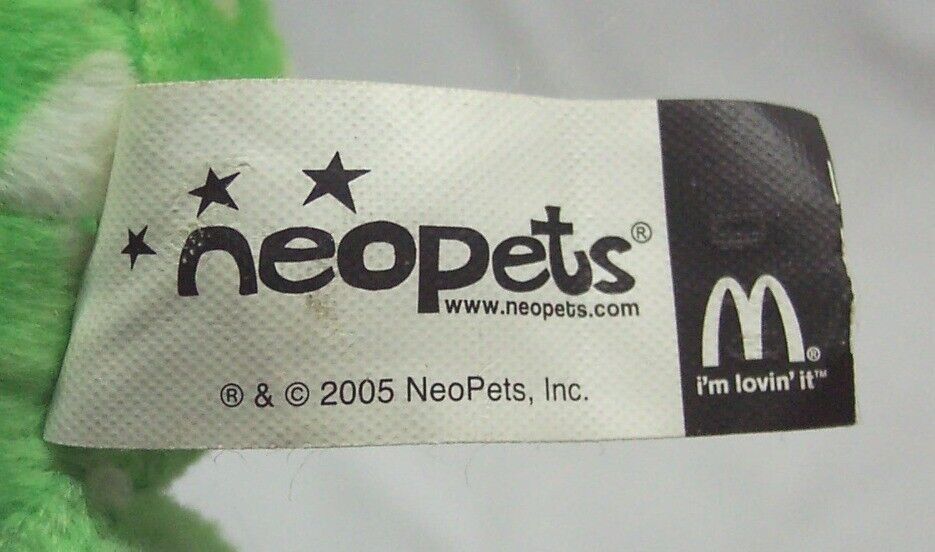 neopets®
www.neopets.com
® & © 2005 NeoPets, Inc.
M®
i'm lovin' it™